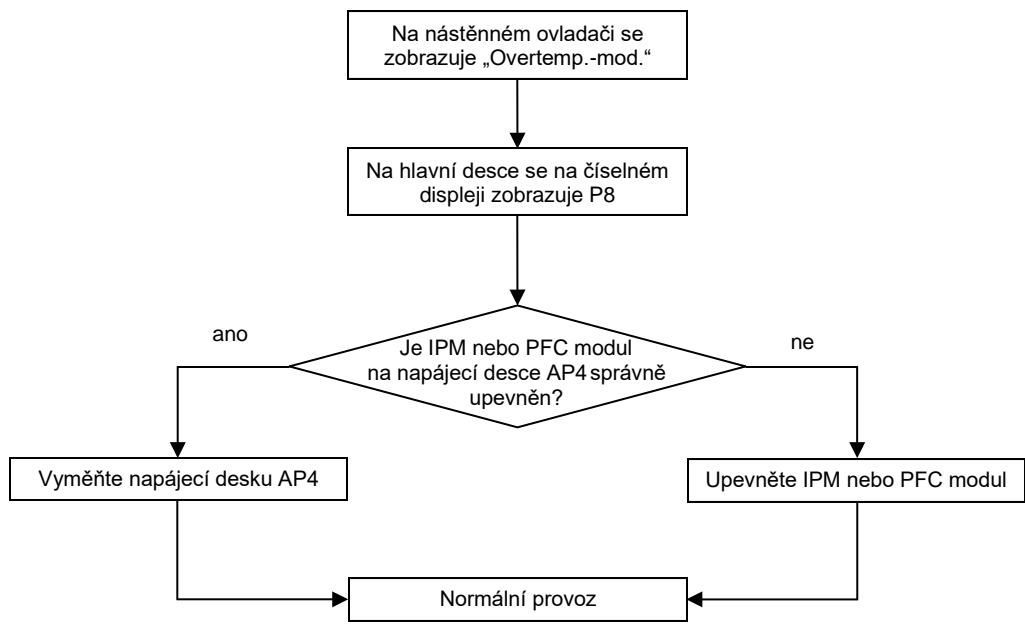 Na nástěnném ovladači se
zobrazuje „Overtemp.-mod.“
Na hlavní desce se na číselném
displeji zobrazuje P8
ano
ne
Je IPM nebo PFC modul
na napájecí desce AP4 správně
upevněn?
Vyměňte napájecí desku AP4
Upevněte IPM nebo PFC modul
Normální provoz